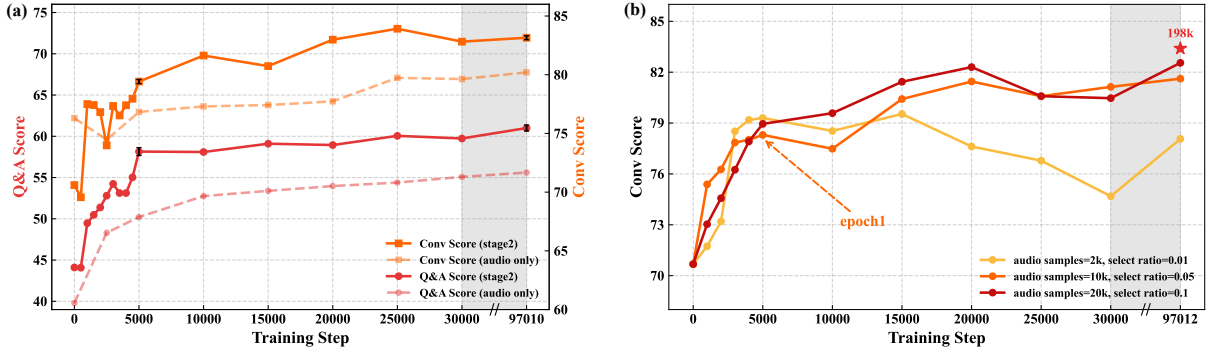 (a)
75
70
65
60
55
50
45
40
Q&A Score
85
80
75
70
65
60
Conv Score
Conv Score (stage2)
Conv Score (audio only)
Q&A Score (stage2)
Q&A Score (audio only)
0 5000 10000 15000 20000 25000 30000 // 97010
Training Step
(b)
85
82
79
76
73
70
Conv Score
198k
epoch1
audio samples=2k, select ratio=0.01
audio samples=10k, select ratio=0.05
audio samples=20k, select ratio=0.1
0 5000 10000 15000 20000 25000 30000 // 97012
Training Step